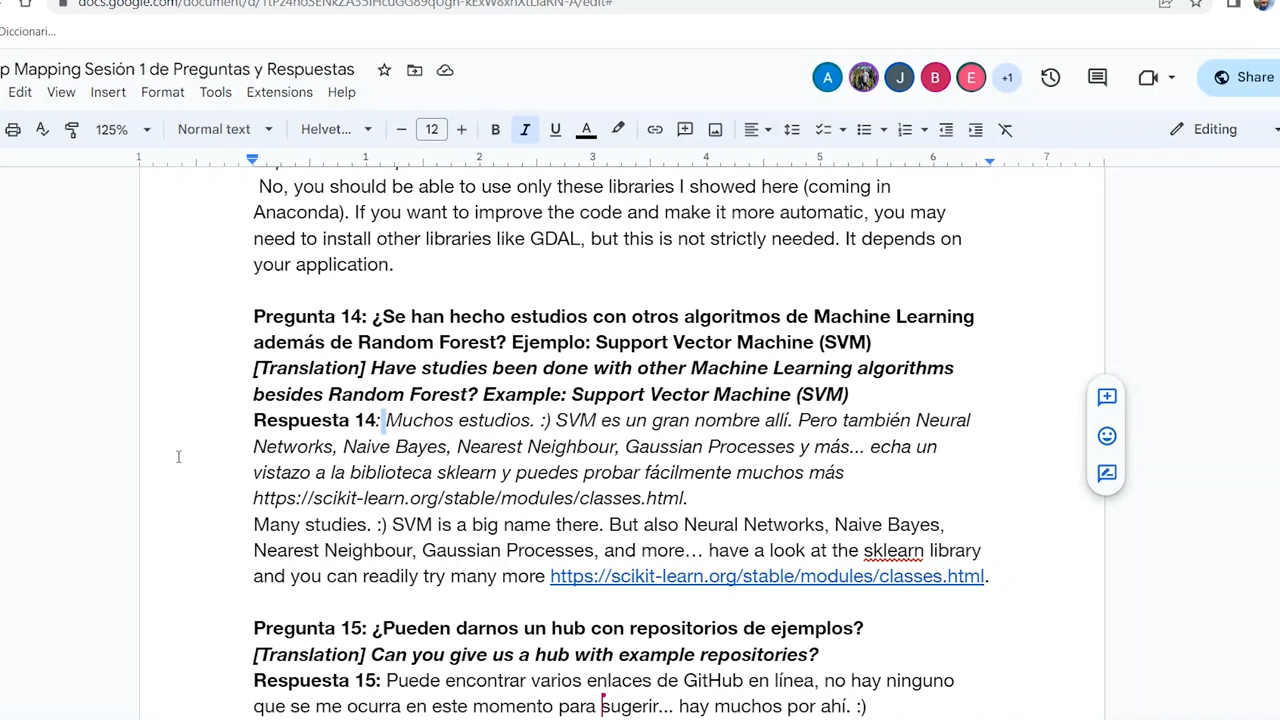 Diccionari...
p Mapping Sesión 1 de Preguntas y Respuestas
A J B E +1 Share
Edit View Insert Format Tools Extensions Help
125% Normal text Helvet... 12 B I U A Editing
1 1 2 3 4 5 6 7
No, you should be able to use only these libraries I showed here (coming in
Anaconda). If you want to improve the code and make it more automatic, you may
need to install other libraries like GDAL, but this is not strictly needed. It depends on
your application.
Pregunta 14: ¿Se han hecho estudios con otros algoritmos de Machine Learning
además de Random Forest? Ejemplo: Support Vector Machine (SVM)
[Translation] Have studies been done with other Machine Learning algorithms
besides Random Forest? Example: Support Vector Machine (SVM)
Respuesta 14: Muchos estudios. :) SVM es un gran nombre allí. Pero también Neural
Networks, Naive Bayes, Nearest Neighbour, Gaussian Processes y más... echa un
vistazo a la biblioteca sklearn y puedes probar fácilmente muchos más
https://scikit-learn.org/stable/modules/classes.html.
Many studies. :) SVM is a big name there. But also Neural Networks, Naive Bayes,
Nearest Neighbour, Gaussian Processes, and more… have a look at the sklearn library
and you can readily try many more https://scikit-learn.org/stable/modules/classes.html.
Pregunta 15: ¿Pueden darnos un hub con repositorios de ejemplos?
[Translation] Can you give us a hub with example repositories?
Respuesta 15: Puede encontrar varios enlaces de GitHub en línea, no hay ninguno
que se me ocurra en este momento para sugerir... hay muchos por ahí. :)